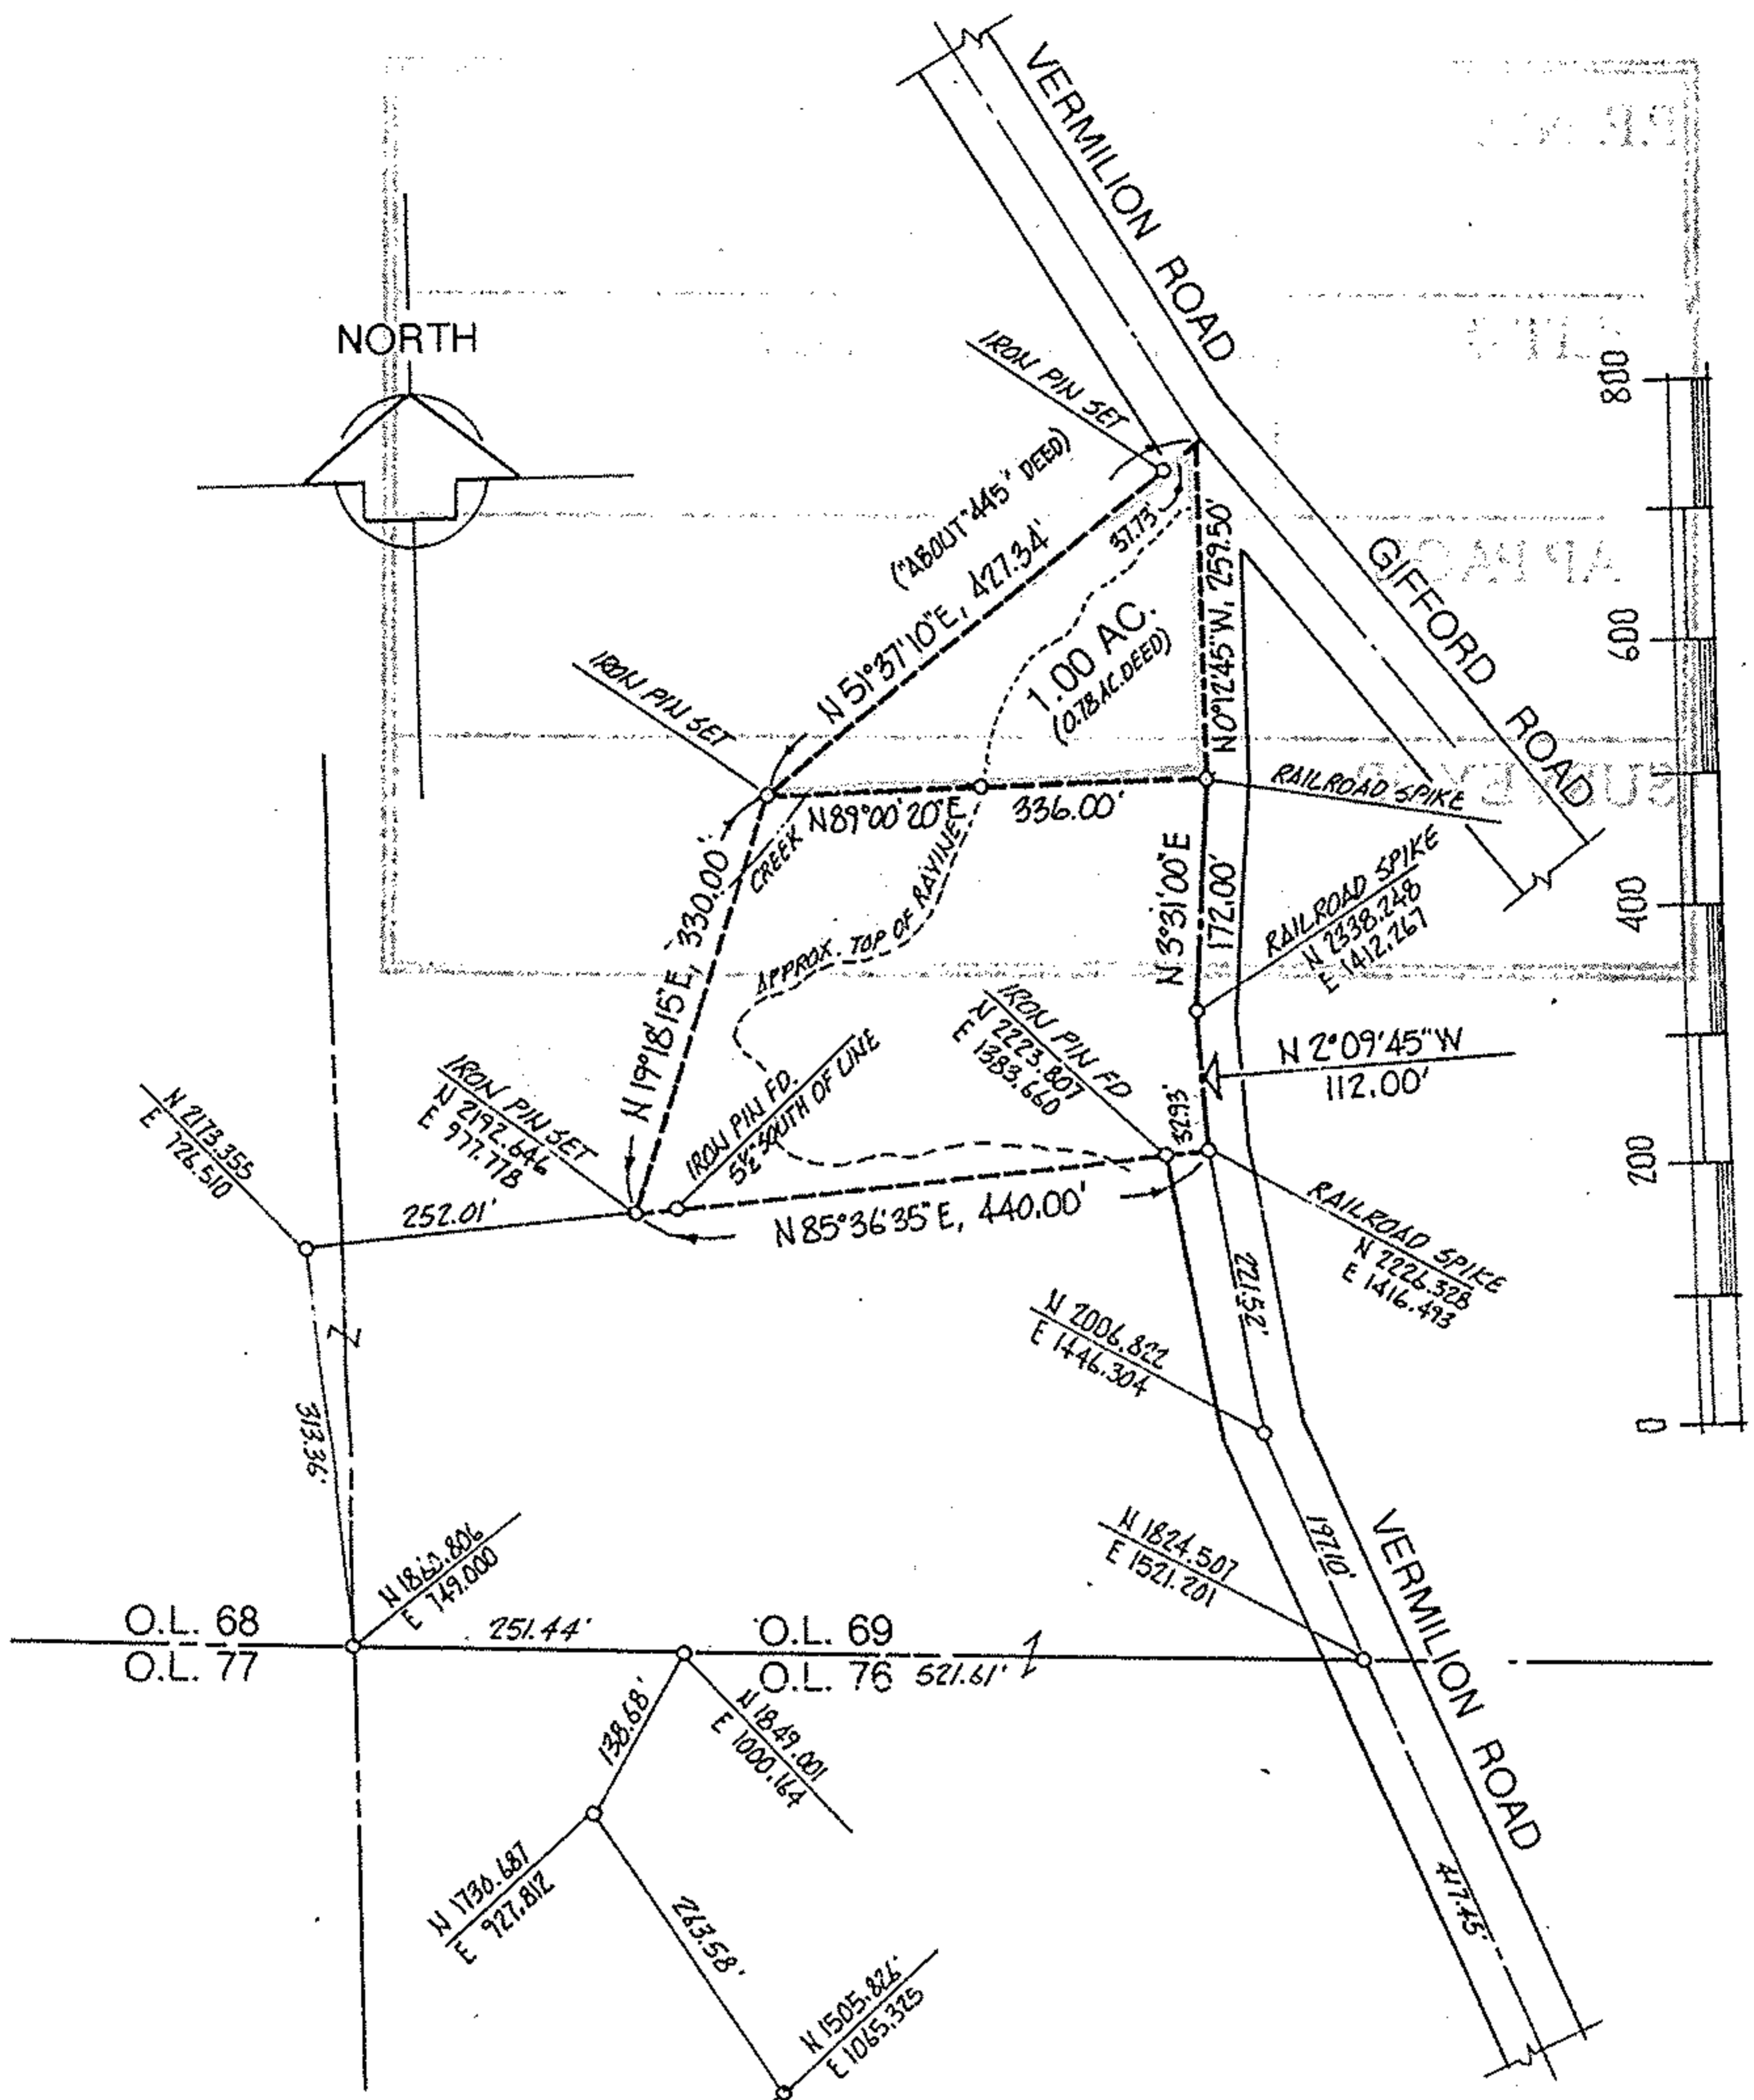 VERMILION ROAD
NORTH
IRON PIN SET
("ABOUT "445" DEED)
N 51°37'10"E, 427.34'
37.73'
N0°12'45"W, 259.50'
1.00 AC.
(0.78 AC. DEED)
GIFFORD ROAD
800
600
400
200
0
IRON PIN SET
N89°00'20"E
336.00'
RAILROAD SPIKE
CREEK
N 19°18'15"E, 330.00'
APPROX. TOP OF RAVINE
N 3°31'00"E
172.00'
RAILROAD SPIKE
N 2338.248
E 1412.267
IRON PIN FD
N 2223.807
E 1383.660
N 2°09'45"W
112.00'
32.93'
IRON PIN SET
N 2192.646
E 977.778
IRON PIN FD.
5½" SOUTH OF LINE
N 2173.355
E 726.510
252.01'
N 85°36'35"E, 440.00'
RAILROAD SPIKE
N 2226.328
E 1416.493
221.52'
N 2006.822
E 1446.304
313.36'
197.10'
N 1824.507
E 1521.201
VERMILION ROAD
E 749.000
O.L. 68
O.L. 77
251.44'
O.L. 69
O.L. 76
521.61'
N 1849.001
E 1000.164
138.68'
N 1730.687
E 927.812
263.58'
N 1505.826
E 1065.325
417.45'